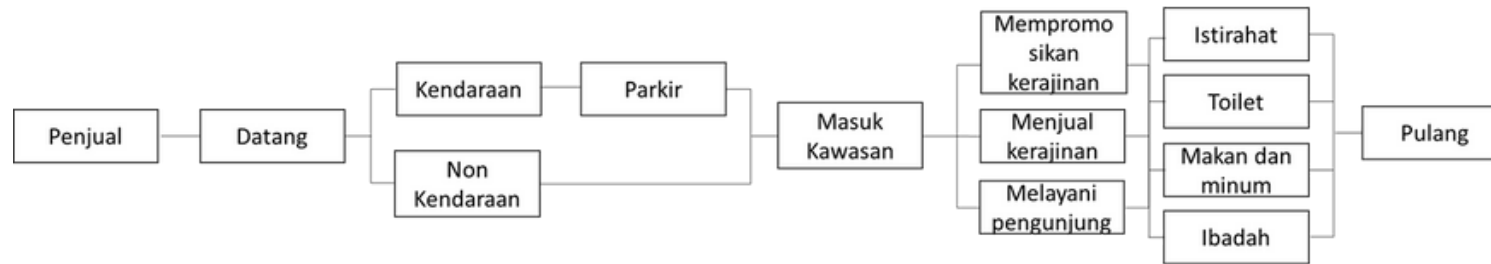 Penjual
Datang
Kendaraan
Parkir
Non
Kendaraan
Masuk
Kawasan
Mempromo
sikan
kerajinan
Menjual
kerajinan
Melayani
pengunjung
Istirahat
Toilet
Makan dan
minum
Ibadah
Pulang